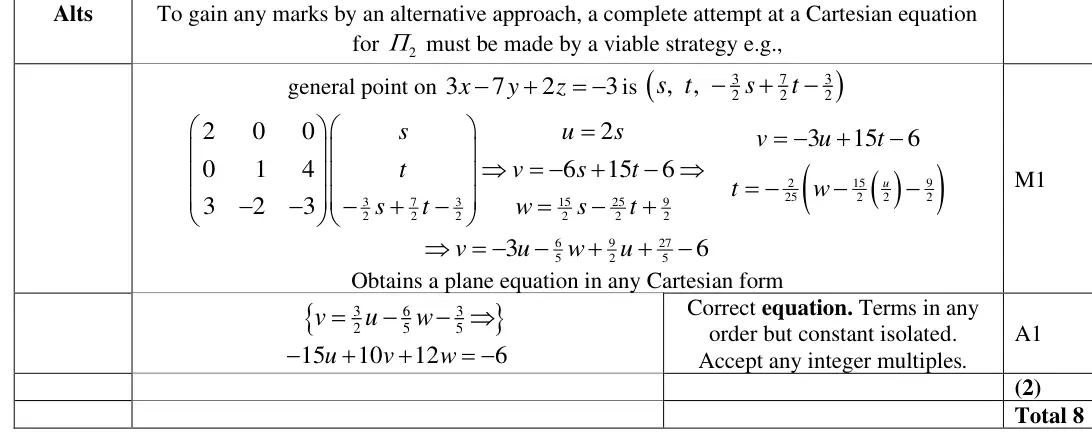 Alts To gain any marks by an alternative approach, a complete attempt at a Cartesian equation
for Π₂ must be made by a viable strategy e.g.,
general point on 3x − 7y + 2z = −3 is (s, t, −3/2 s + 7/2 t − 3/2)
(2 0 0) (s) u = 2s v = −3u + 15t − 6
(0 1 4) (t) ⇒ v = −6s + 15t − 6 ⇒ M1
(3 −2 −3) (−3/2 s + 7/2 t − 3/2) w = 15/2 s − 25/2 t + 9/2 t = −2/25 (w − 15/2 (u/2) − 9/2)
⇒ v = −3u − 6/5 w + 9/2 u + 27/5 − 6
Obtains a plane equation in any Cartesian form
{v = 3/2 u − 6/5 w − 3/5 ⇒}
−15u + 10v + 12w = −6
Correct equation. Terms in any
order but constant isolated.
Accept any integer multiples.
A1
(2)
Total 8